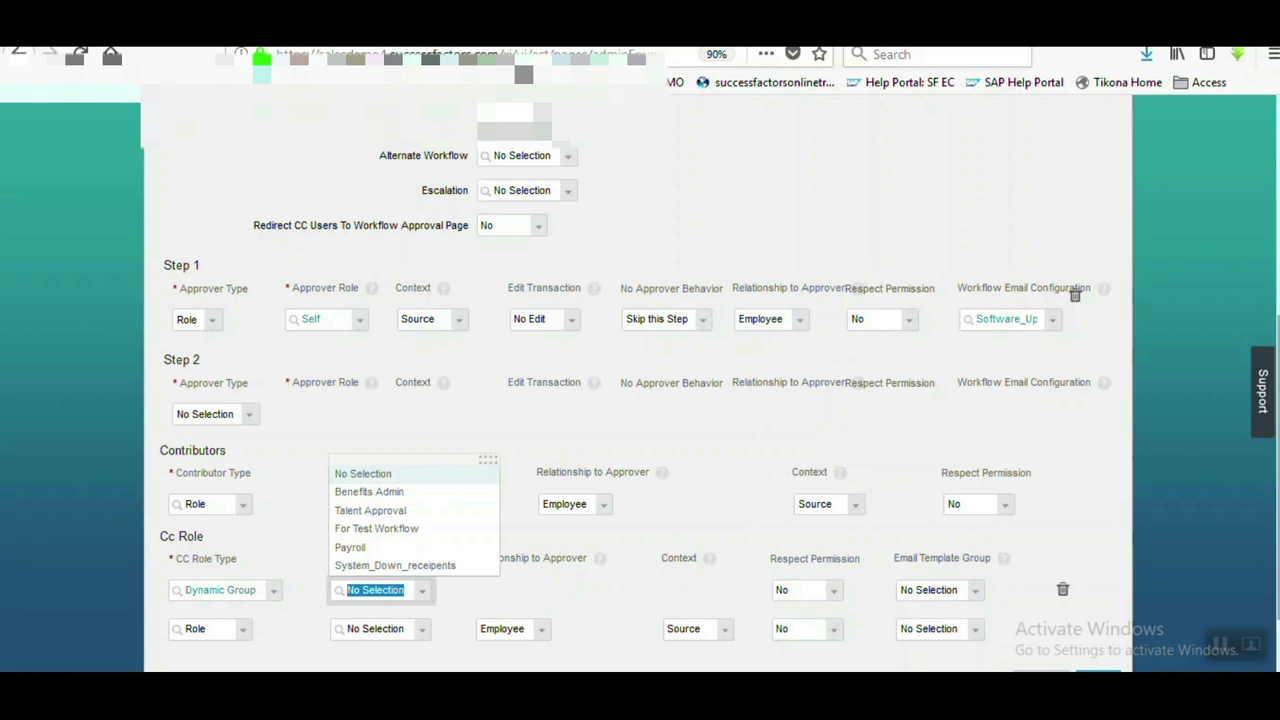 90%
Search
MO successfactorsonlinetr... Help Portal: SF EC SAP Help Portal Tikona Home Access
Alternate Workflow No Selection
Escalation No Selection
Redirect CC Users To Workflow Approval Page No
Step 1
* Approver Type * Approver Role Context Edit Transaction No Approver Behavior Relationship to Approver Respect Permission Workflow Email Configuration
Role Self Source No Edit Skip this Step Employee No Software_Up
Step 2
* Approver Type * Approver Role Context Edit Transaction No Approver Behavior Relationship to Approver Respect Permission Workflow Email Configuration
No Selection
Support
Contributors
* Contributor Type Relationship to Approver Context Respect Permission
No Selection
Benefits Admin
Role Employee Source No
Talent Approval
For Test Workflow
Cc Role
Payroll
* CC Role Type onship to Approver Context Respect Permission Email Template Group
System_Down_receipents
Dynamic Group No Selection No No Selection
Role No Selection Employee Source No No Selection
Activate Windows
Go to Settings to activate Windows.